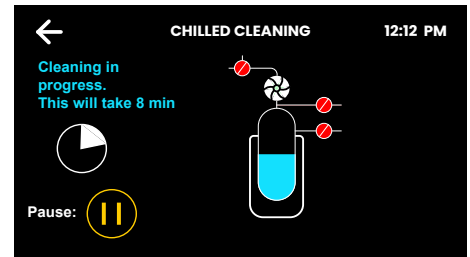 CHILLED CLEANING
12:12 PM
Cleaning in
progress.
This will take 8 min
Pause: